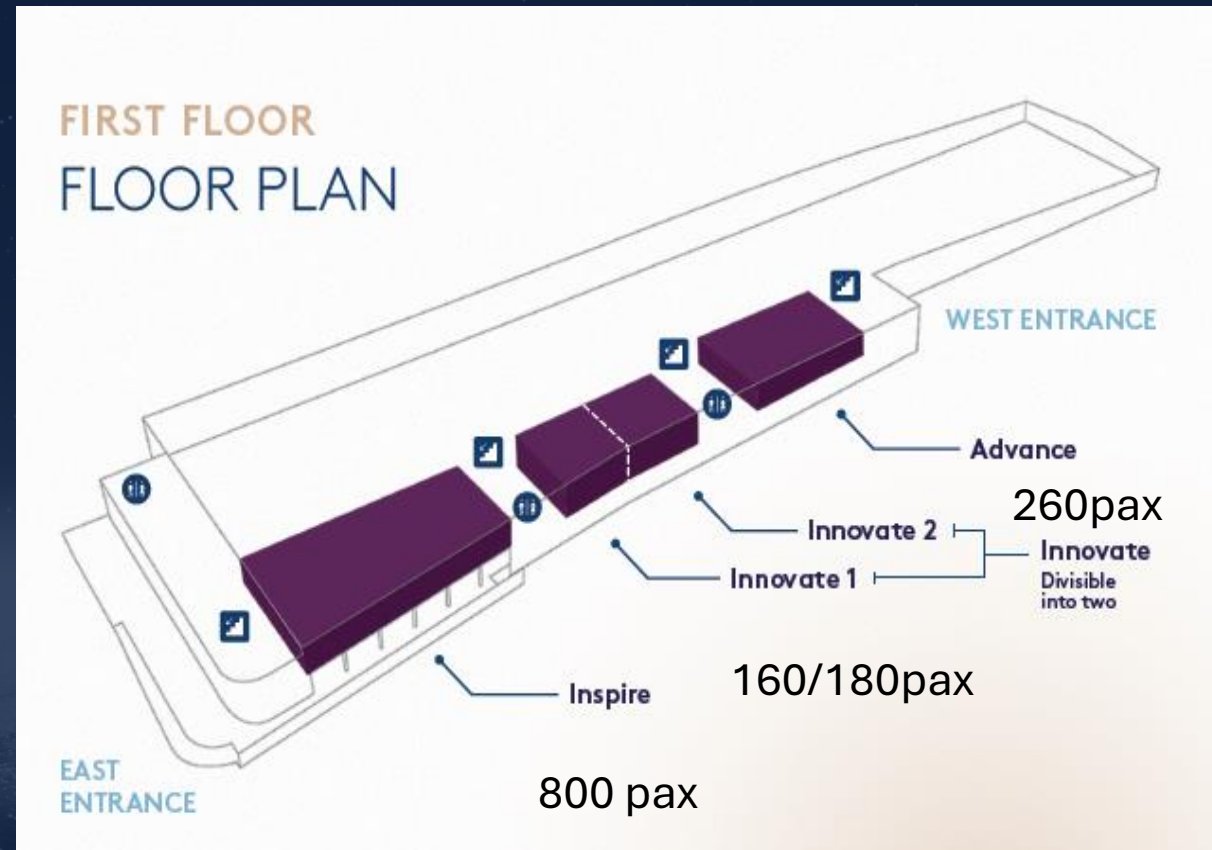 FIRST FLOOR
FLOOR PLAN
WEST ENTRANCE
Advance
260pax
Innovate 2
Innovate
Divisible
into two
Innovate 1
160/180pax
Inspire
EAST
ENTRANCE
800 pax